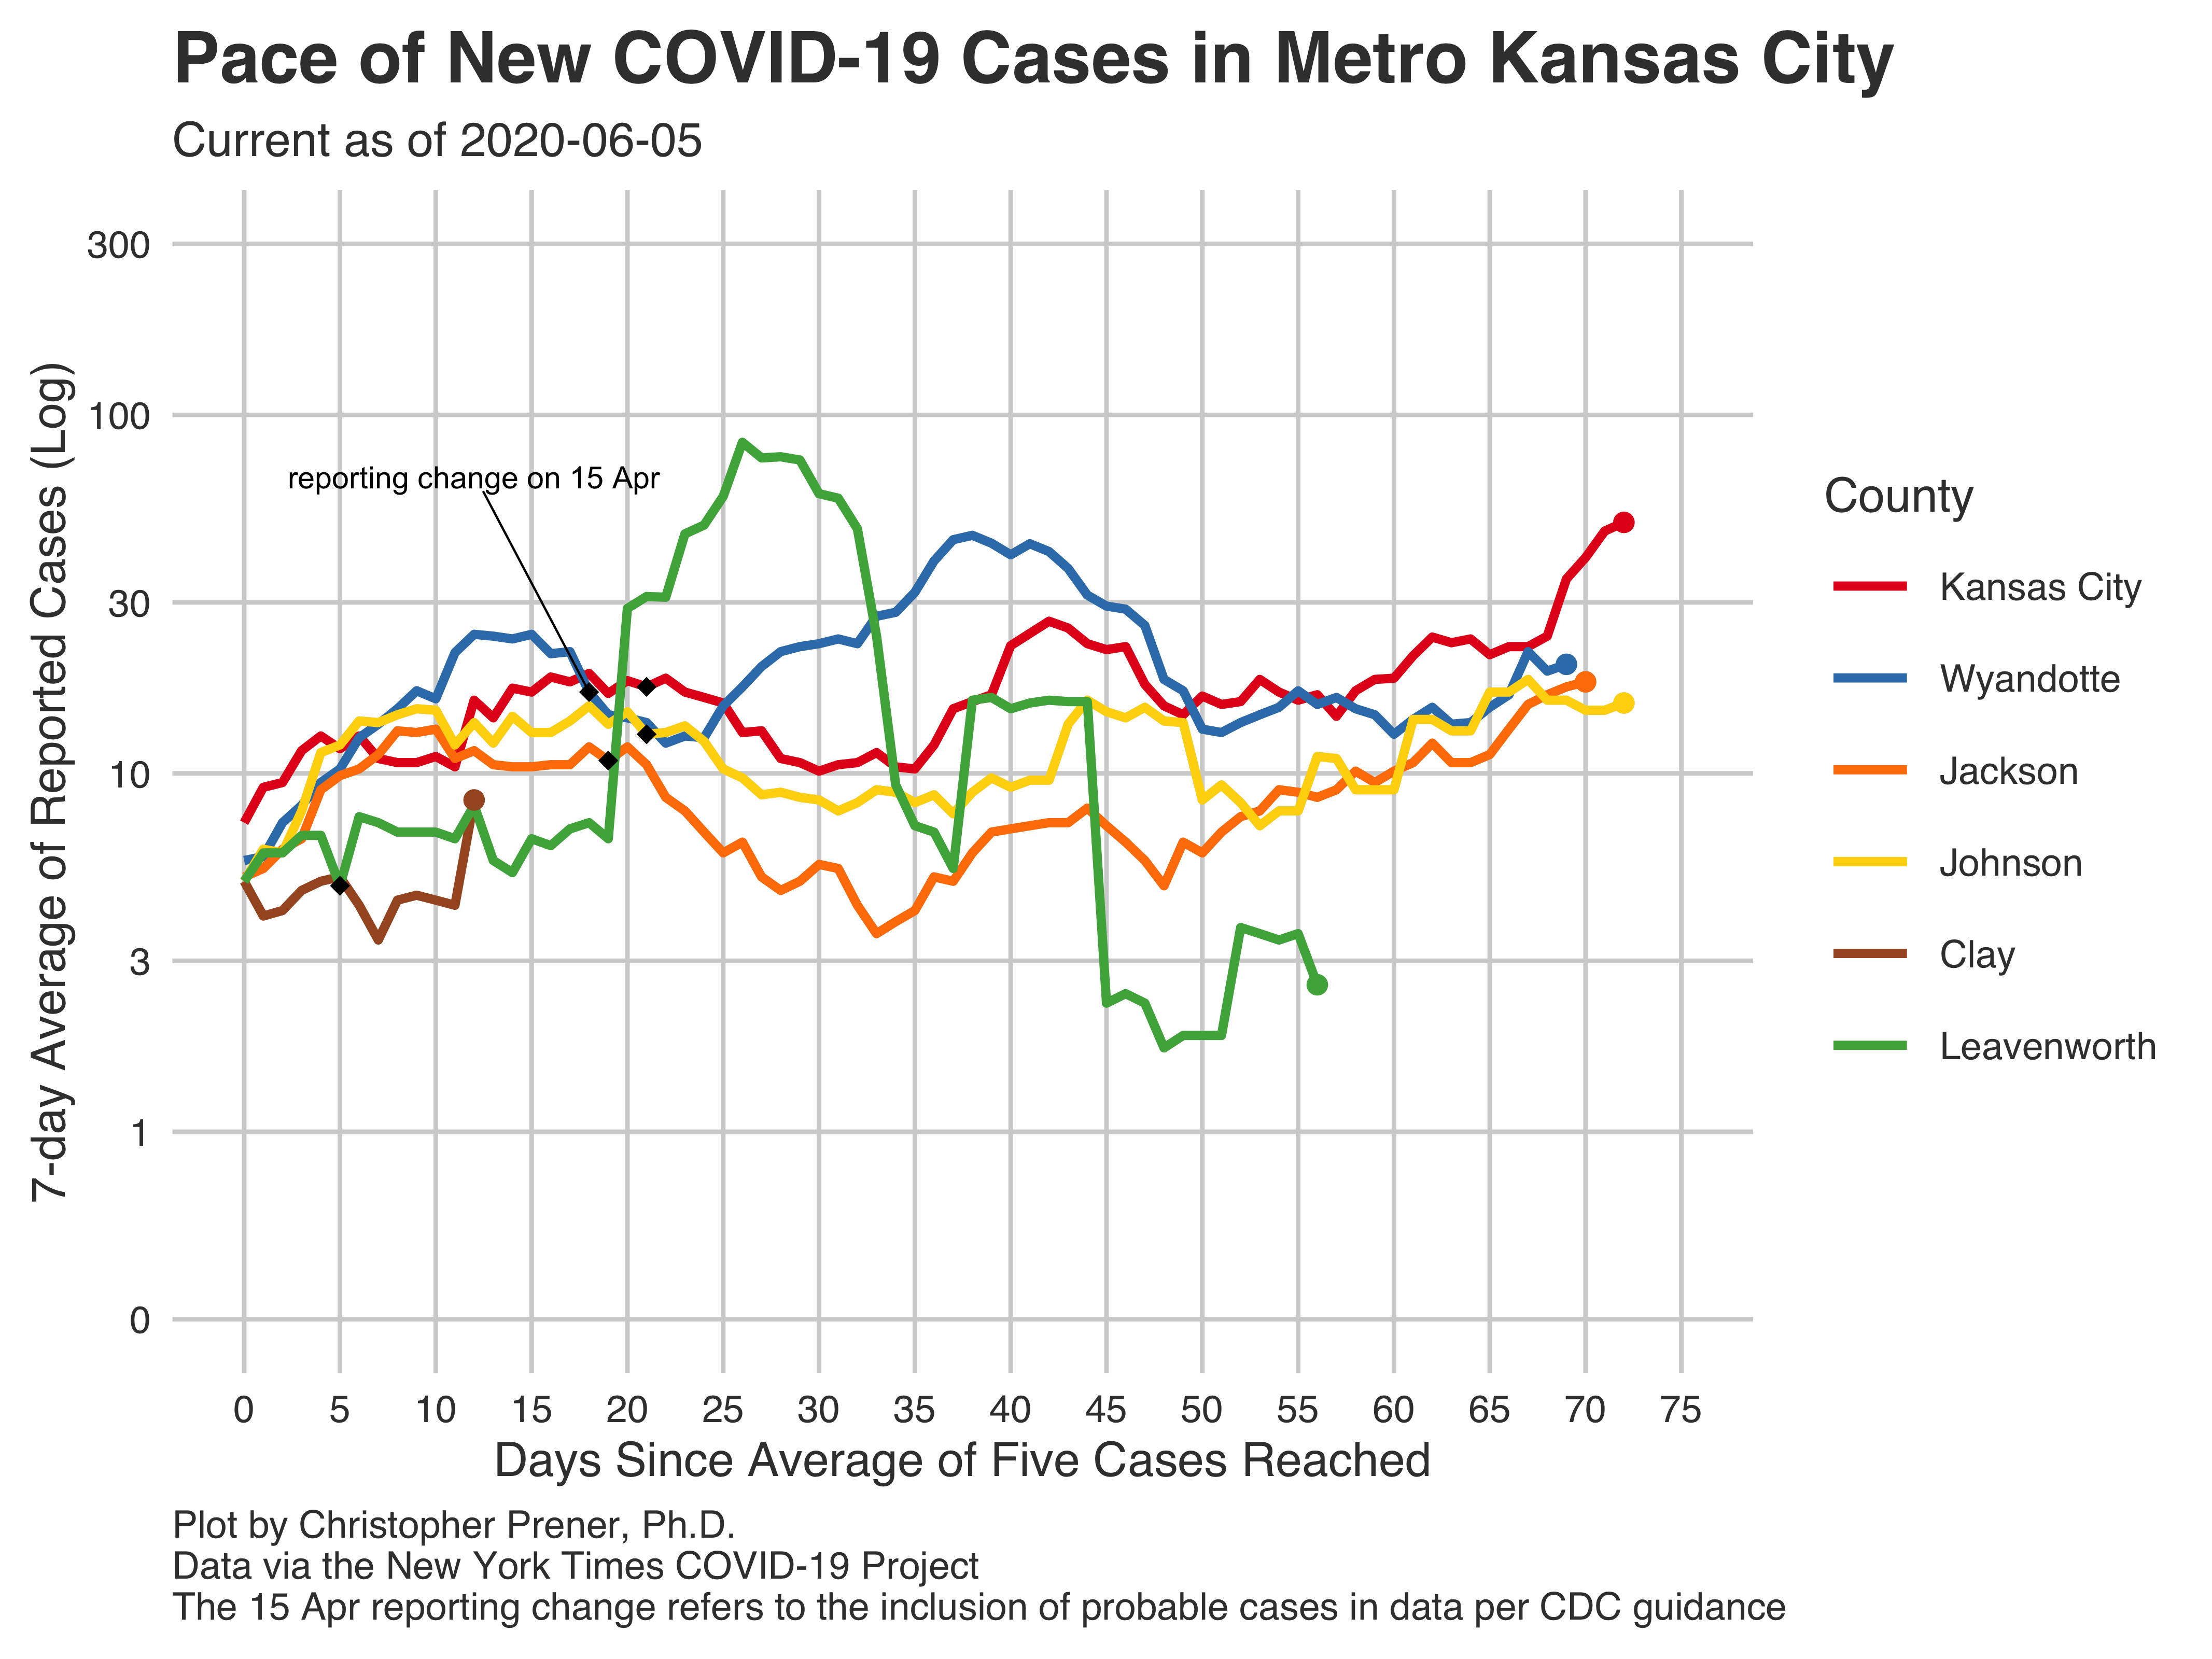 Pace of New COVID-19 Cases in Metro Kansas City
Current as of 2020-06-05
7-day Average of Reported Cases (Log)
300
100
30
10
3
1
0
reporting change on 15 Apr
0 5 10 15 20 25 30 35 40 45 50 55 60 65 70 75
Days Since Average of Five Cases Reached
County
Kansas City
Wyandotte
Jackson
Johnson
Clay
Leavenworth
Plot by Christopher Prener, Ph.D.
Data via the New York Times COVID-19 Project
The 15 Apr reporting change refers to the inclusion of probable cases in data per CDC guidance